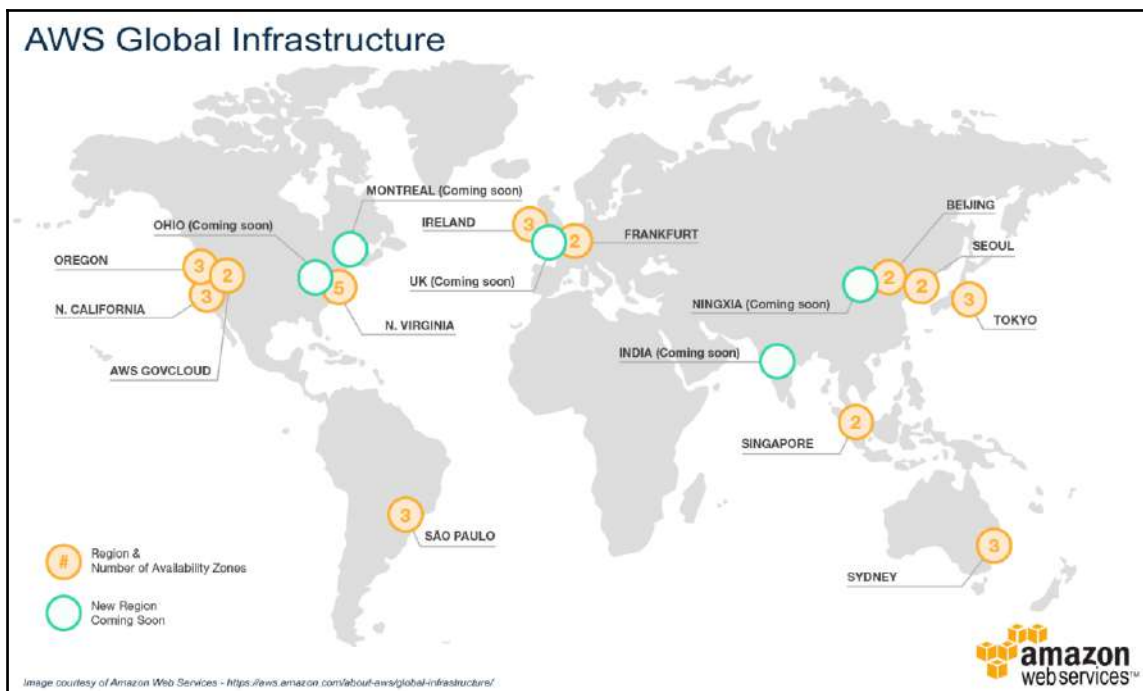 AWS Global Infrastructure
MONTREAL (Coming soon)
OHIO (Coming soon)
OREGON
3
2
3
N. CALIFORNIA
AWS GOVCLOUD
5
N. VIRGINIA
IRELAND
3
2
FRANKFURT
UK (Coming soon)
BEIJING
SEOUL
2
2
NINGXIA (Coming soon)
3
TOKYO
INDIA (Coming soon)
2
SINGAPORE
3
SÃO PAULO
3
SYDNEY
# Region &
Number of Availability Zones
New Region
Coming Soon
amazon
web services™
Image courtesy of Amazon Web Services - https://aws.amazon.com/about-aws/global-infrastructure/